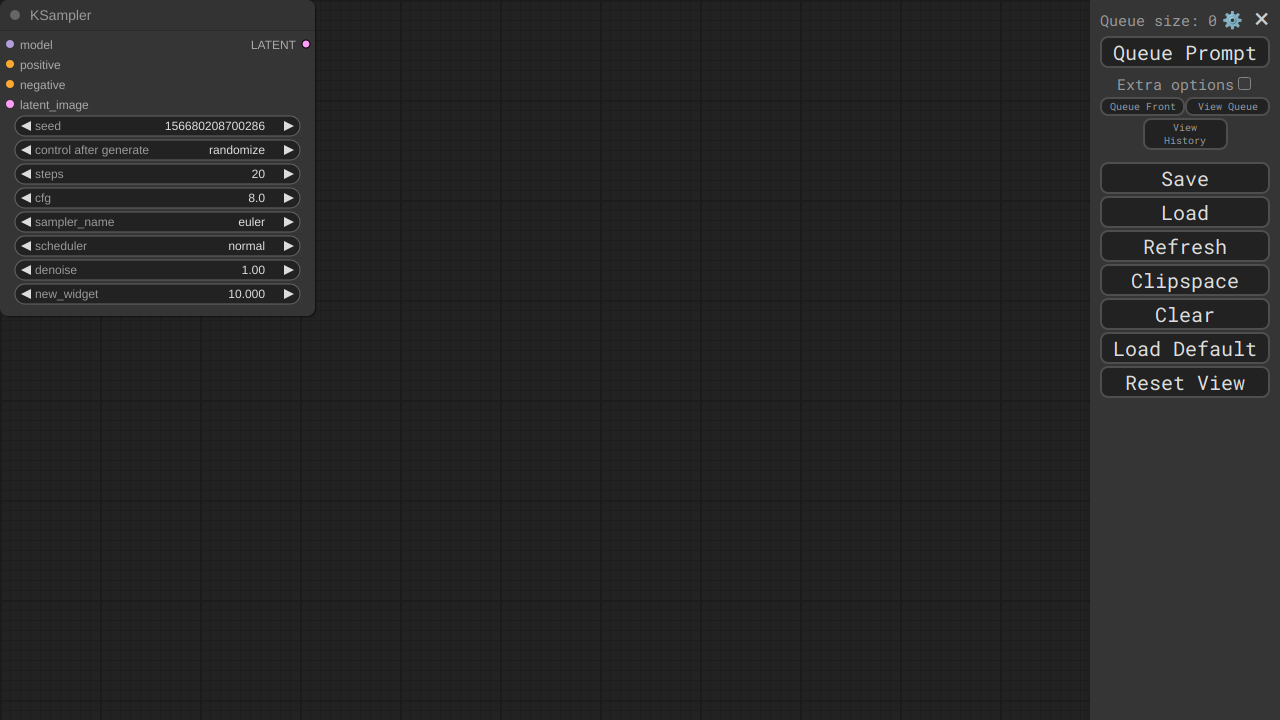 KSampler
model
LATENT
positive
negative
latent_image
seed 156680208700286
control after generate randomize
steps 20
cfg 8.0
sampler_name euler
scheduler normal
denoise 1.00
new_widget 10.000
Queue size: 0
Queue Prompt
Extra options
Queue Front View Queue
View
History
Save
Load
Refresh
Clipspace
Clear
Load Default
Reset View